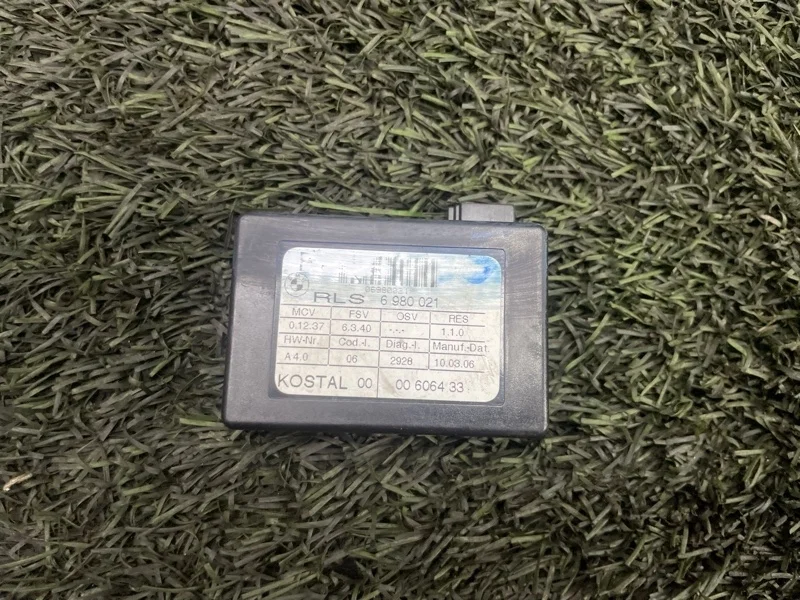 RLS 6 980 021
MCV FSV OSV RES
0.12.37 6.3.40 -.-.- 1.1.0
HW-Nr. Cod.-I. Diag.-I. Manuf.-Dat.
A 4.0 06 2928 10.03.06
KOSTAL 00 00 6064 33